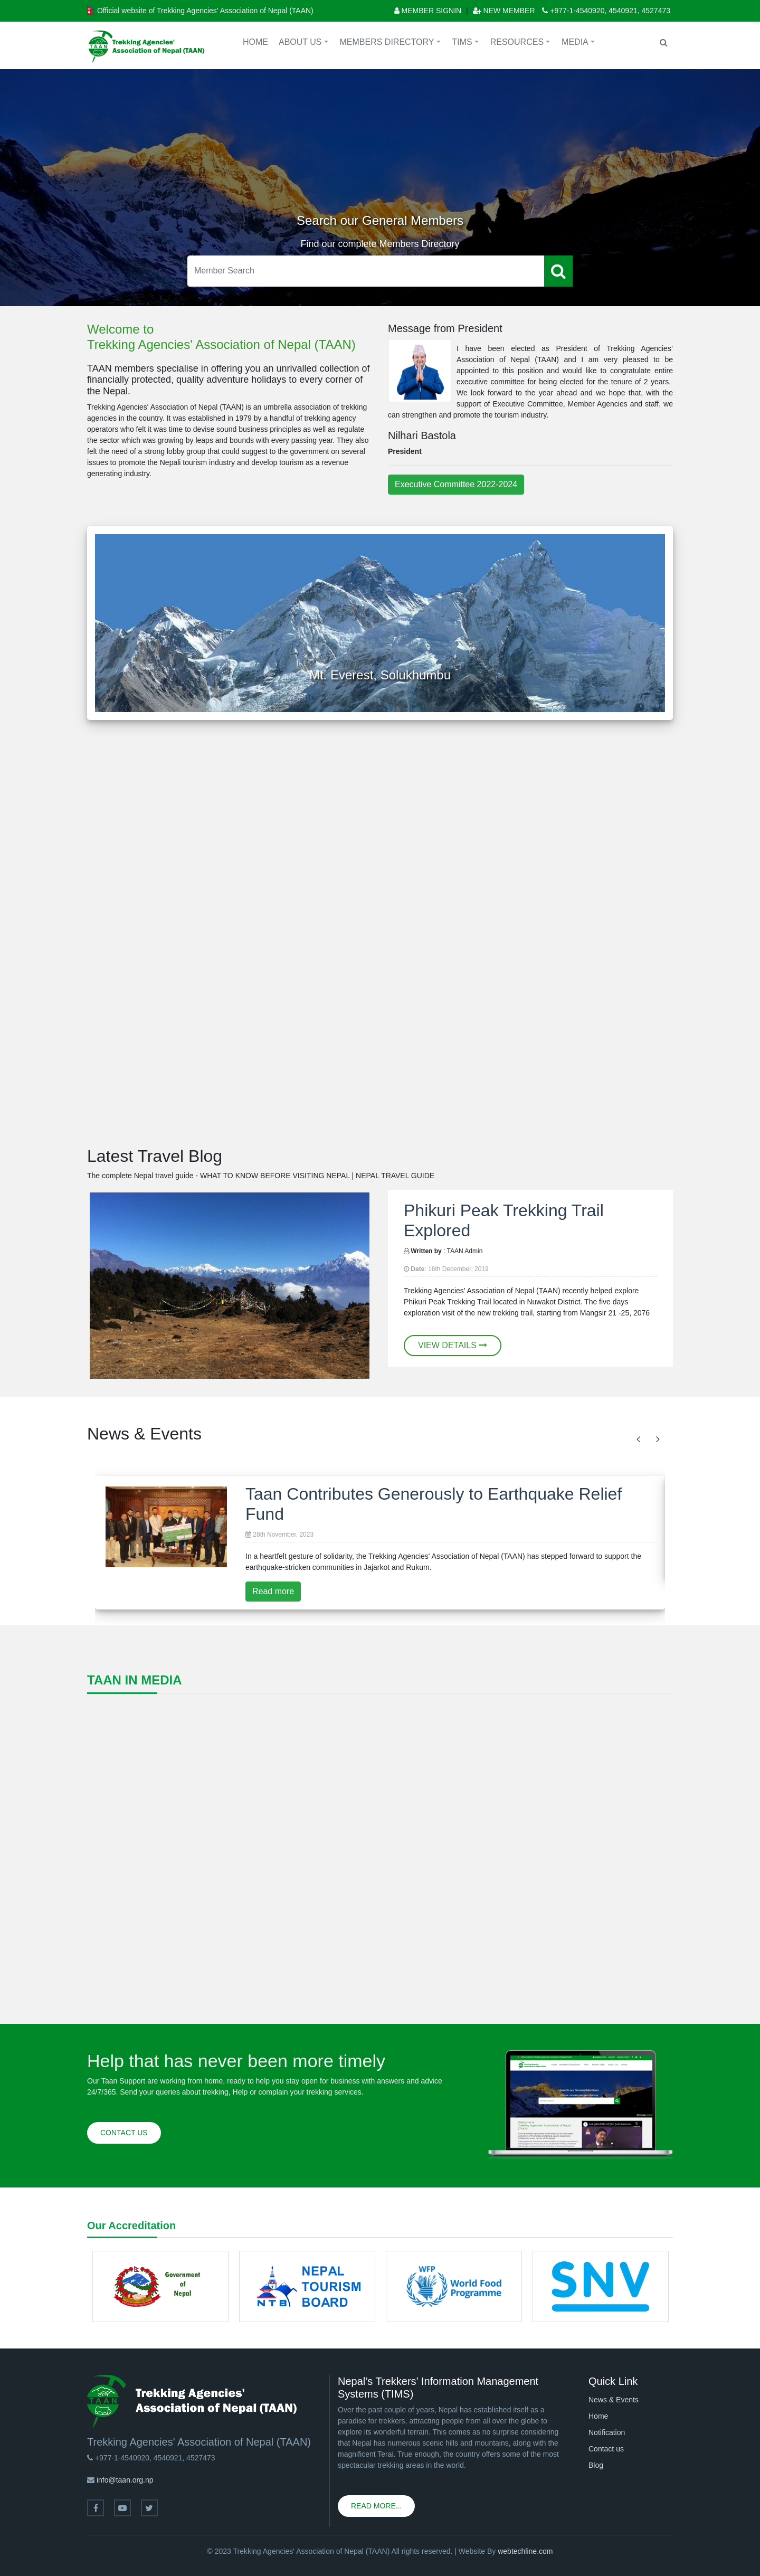 Official website of Trekking Agencies' Association of Nepal (TAAN)
MEMBER SIGNIN
NEW MEMBER
+977-1-4540920, 4540921, 4527473
Trekking Agencies'
Association of Nepal (TAAN)
HOME
ABOUT US
MEMBERS DIRECTORY
TIMS
RESOURCES
MEDIA
Search our General Members
Find our complete Members Directory
Member Search
Welcome to
Trekking Agencies' Association of Nepal (TAAN)
TAAN members specialise in offering you an unrivalled collection of
financially protected, quality adventure holidays to every corner of
the Nepal.
Trekking Agencies' Association of Nepal (TAAN) is an umbrella association of trekking
agencies in the country. It was established in 1979 by a handful of trekking agency
operators who felt it was time to devise sound business principles as well as regulate
the sector which was growing by leaps and bounds with every passing year. They also
felt the need of a strong lobby group that could suggest to the government on several
issues to promote the Nepali tourism industry and develop tourism as a revenue
generating industry.
Message from President
I have been elected as President of Trekking Agencies'
Association of Nepal (TAAN) and I am very pleased to be
appointed to this position and would like to congratulate entire
executive committee for being elected for the tenure of 2 years.
We look forward to the year ahead and we hope that, with the
support of Executive Committee, Member Agencies and staff, we
can strengthen and promote the tourism industry.
Nilhari Bastola
President
Executive Committee 2022-2024
Mt. Everest, Solukhumbu
Latest Travel Blog
The complete Nepal travel guide - WHAT TO KNOW BEFORE VISITING NEPAL | NEPAL TRAVEL GUIDE
Phikuri Peak Trekking Trail
Explored
Written by : TAAN Admin
Date: 16th December, 2019
Trekking Agencies' Association of Nepal (TAAN) recently helped explore
Phikuri Peak Trekking Trail located in Nuwakot District. The five days
exploration visit of the new trekking trail, starting from Mangsir 21 -25, 2076
VIEW DETAILS
News & Events
Taan Contributes Generously to Earthquake Relief
Fund
28th November, 2023
In a heartfelt gesture of solidarity, the Trekking Agencies' Association of Nepal (TAAN) has stepped forward to support the
earthquake-stricken communities in Jajarkot and Rukum.
Read more
TAAN IN MEDIA
Help that has never been more timely
Our Taan Support are working from home, ready to help you stay open for business with answers and advice
24/7/365. Send your queries about trekking, Help or complain your trekking services.
CONTACT US
Our Accreditation
Government
of
Nepal
NTB
NEPAL
TOURISM
BOARD
WFP
World Food
Programme
SNV
TAAN
Trekking Agencies'
Association of Nepal (TAAN)
Trekking Agencies' Association of Nepal (TAAN)
+977-1-4540920, 4540921, 4527473
info@taan.org.np
Nepal's Trekkers' Information Management
Systems (TIMS)
Over the past couple of years, Nepal has established itself as a
paradise for trekkers, attracting people from all over the globe to
explore its wonderful terrain. This comes as no surprise considering
that Nepal has numerous scenic hills and mountains, along with the
magnificent Terai. True enough, the country offers some of the most
spectacular trekking areas in the world.
READ MORE...
Quick Link
News & Events
Home
Notification
Contact us
Blog
© 2023 Trekking Agencies' Association of Nepal (TAAN) All rights reserved. | Website By webtechline.com